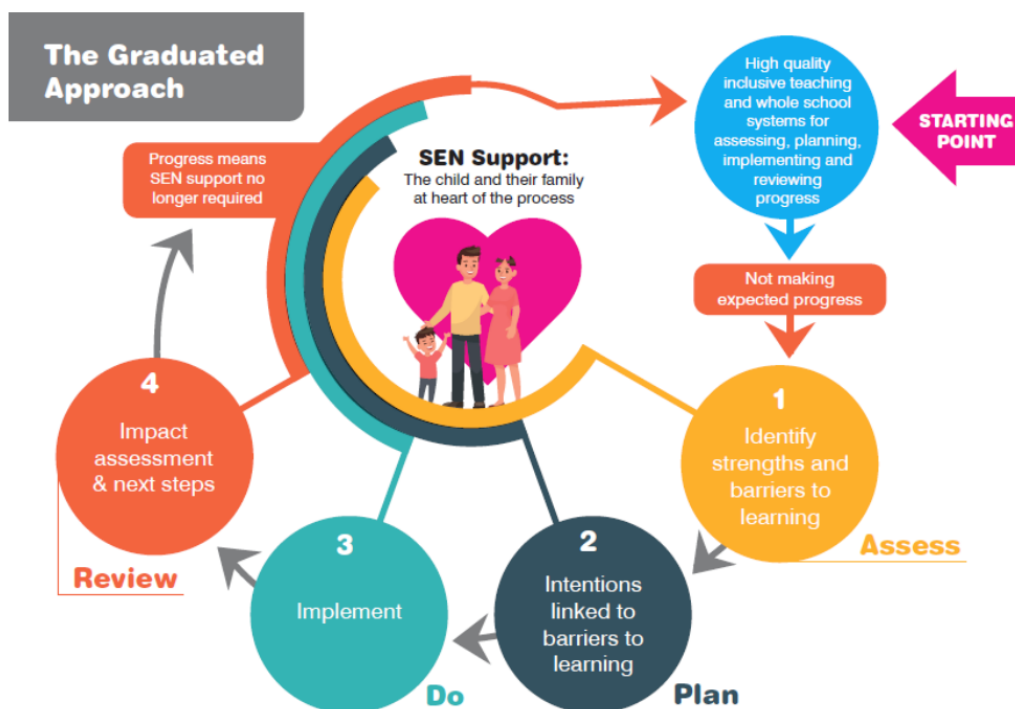 The Graduated
Approach
High quality
inclusive teaching
and whole school
systems for
assessing, planning,
implementing and
reviewing
progress
STARTING
POINT
Progress means
SEN support no
longer required
SEN Support:
The child and their family
at heart of the process
Not making
expected progress
1
Identify
strengths and
barriers to
learning
Assess
2
Intentions
linked to
barriers to
learning
Plan
3
Implement
Do
4
Impact
assessment
& next steps
Review